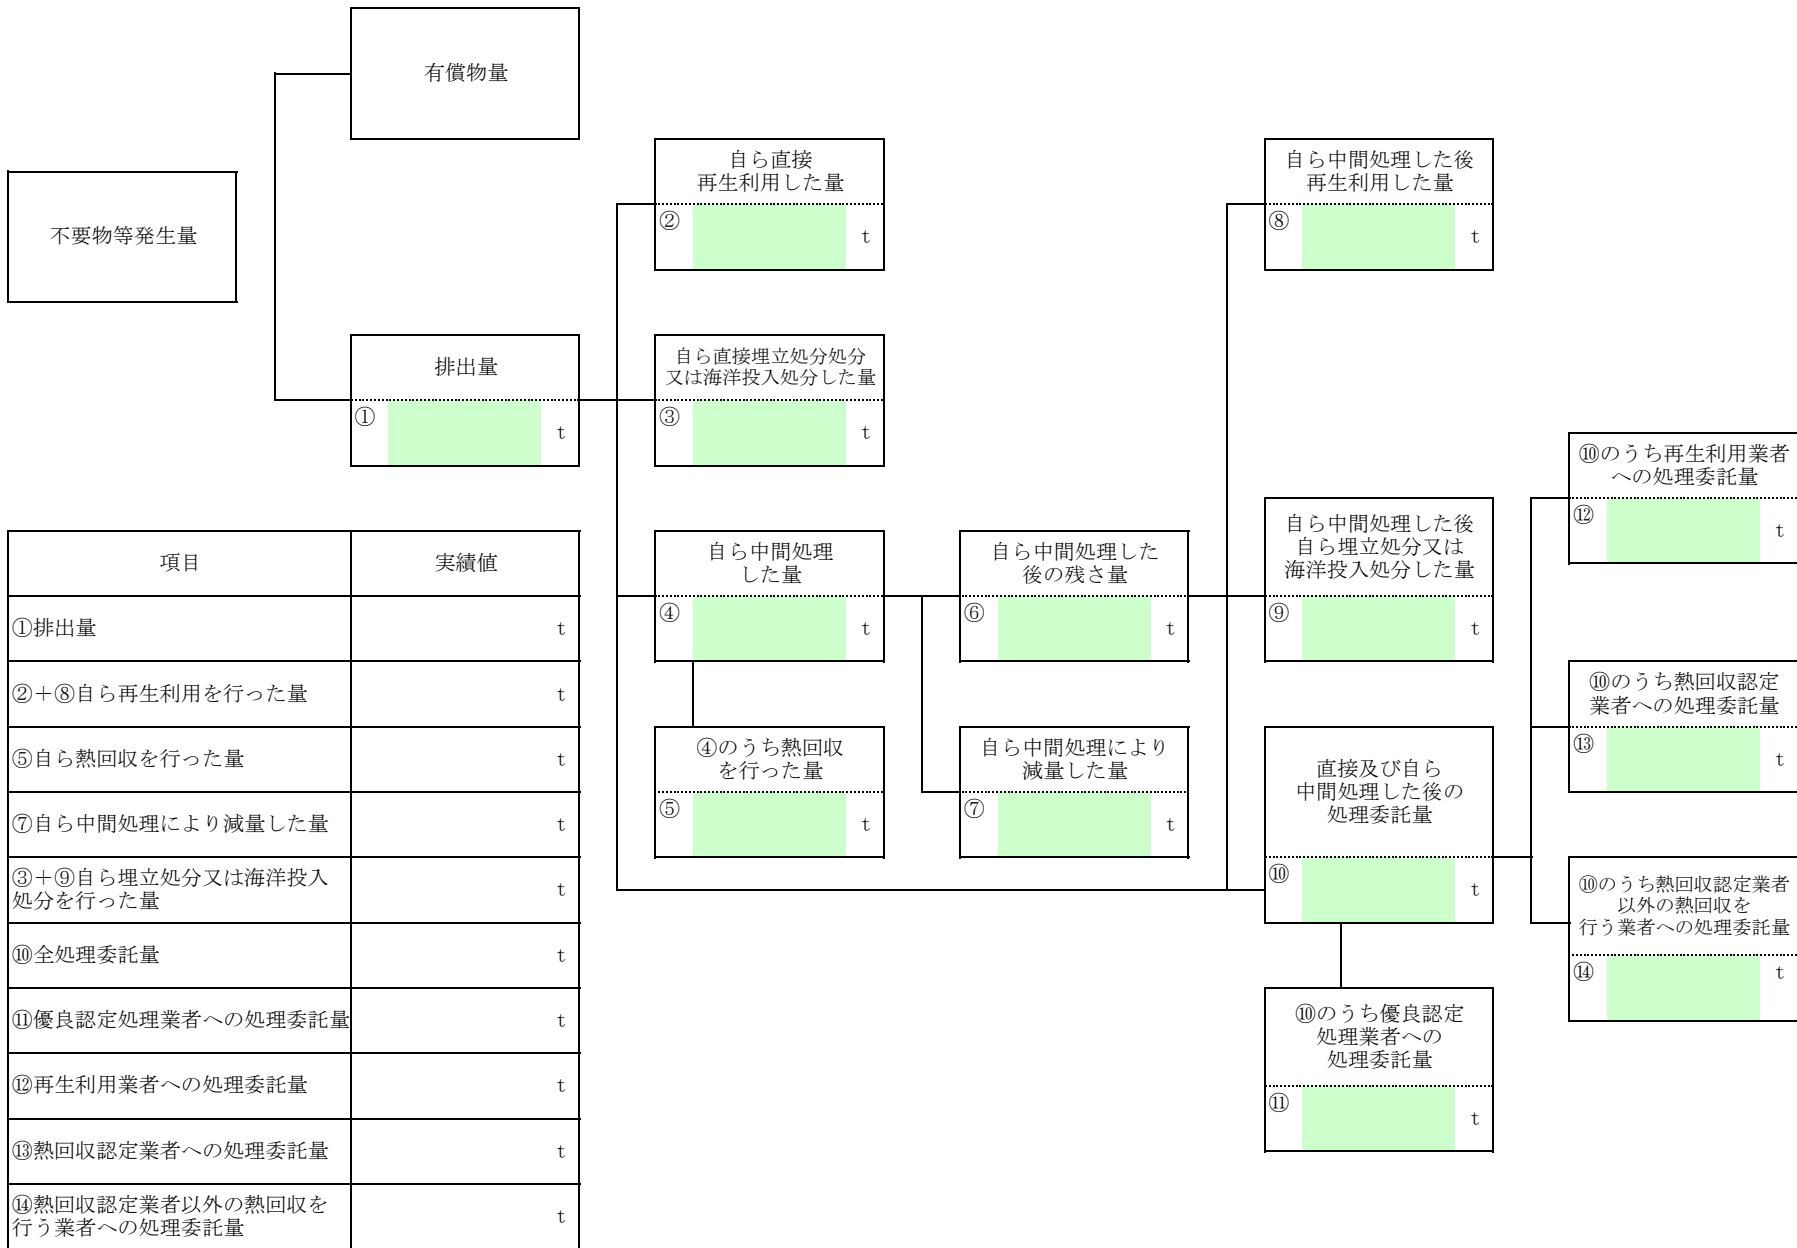 有償物量
不要物等発生量
排出量
①
t
自ら直接
再生利用した量
②
t
自ら直接埋立処分処分
又は海洋投入処分した量
③
t
自ら中間処理
した量
④
t
④のうち熱回収
を行った量
⑤
t
自ら中間処理した
後の残さ量
⑥
t
自ら中間処理により
減量した量
⑦
t
自ら中間処理した後
再生利用した量
⑧
t
自ら中間処理した後
自ら埋立処分又は
海洋投入処分した量
⑨
t
直接及び自ら
中間処理した後の
処理委託量
⑩
t
⑩のうち優良認定
処理業者への
処理委託量
⑪
t
⑩のうち再生利用業者
への処理委託量
⑫
t
⑩のうち熱回収認定
業者への処理委託量
⑬
t
⑩のうち熱回収認定業者
以外の熱回収を
行う業者への処理委託量
⑭
t
項目 実績値
①排出量 t
②＋⑧自ら再生利用を行った量 t
⑤自ら熱回収を行った量 t
⑦自ら中間処理により減量した量 t
③＋⑨自ら埋立処分又は海洋投入
処分を行った量 t
⑩全処理委託量 t
⑪優良認定処理業者への処理委託量 t
⑫再生利用業者への処理委託量 t
⑬熱回収認定業者への処理委託量 t
⑭熱回収認定業者以外の熱回収を
行う業者への処理委託量 t